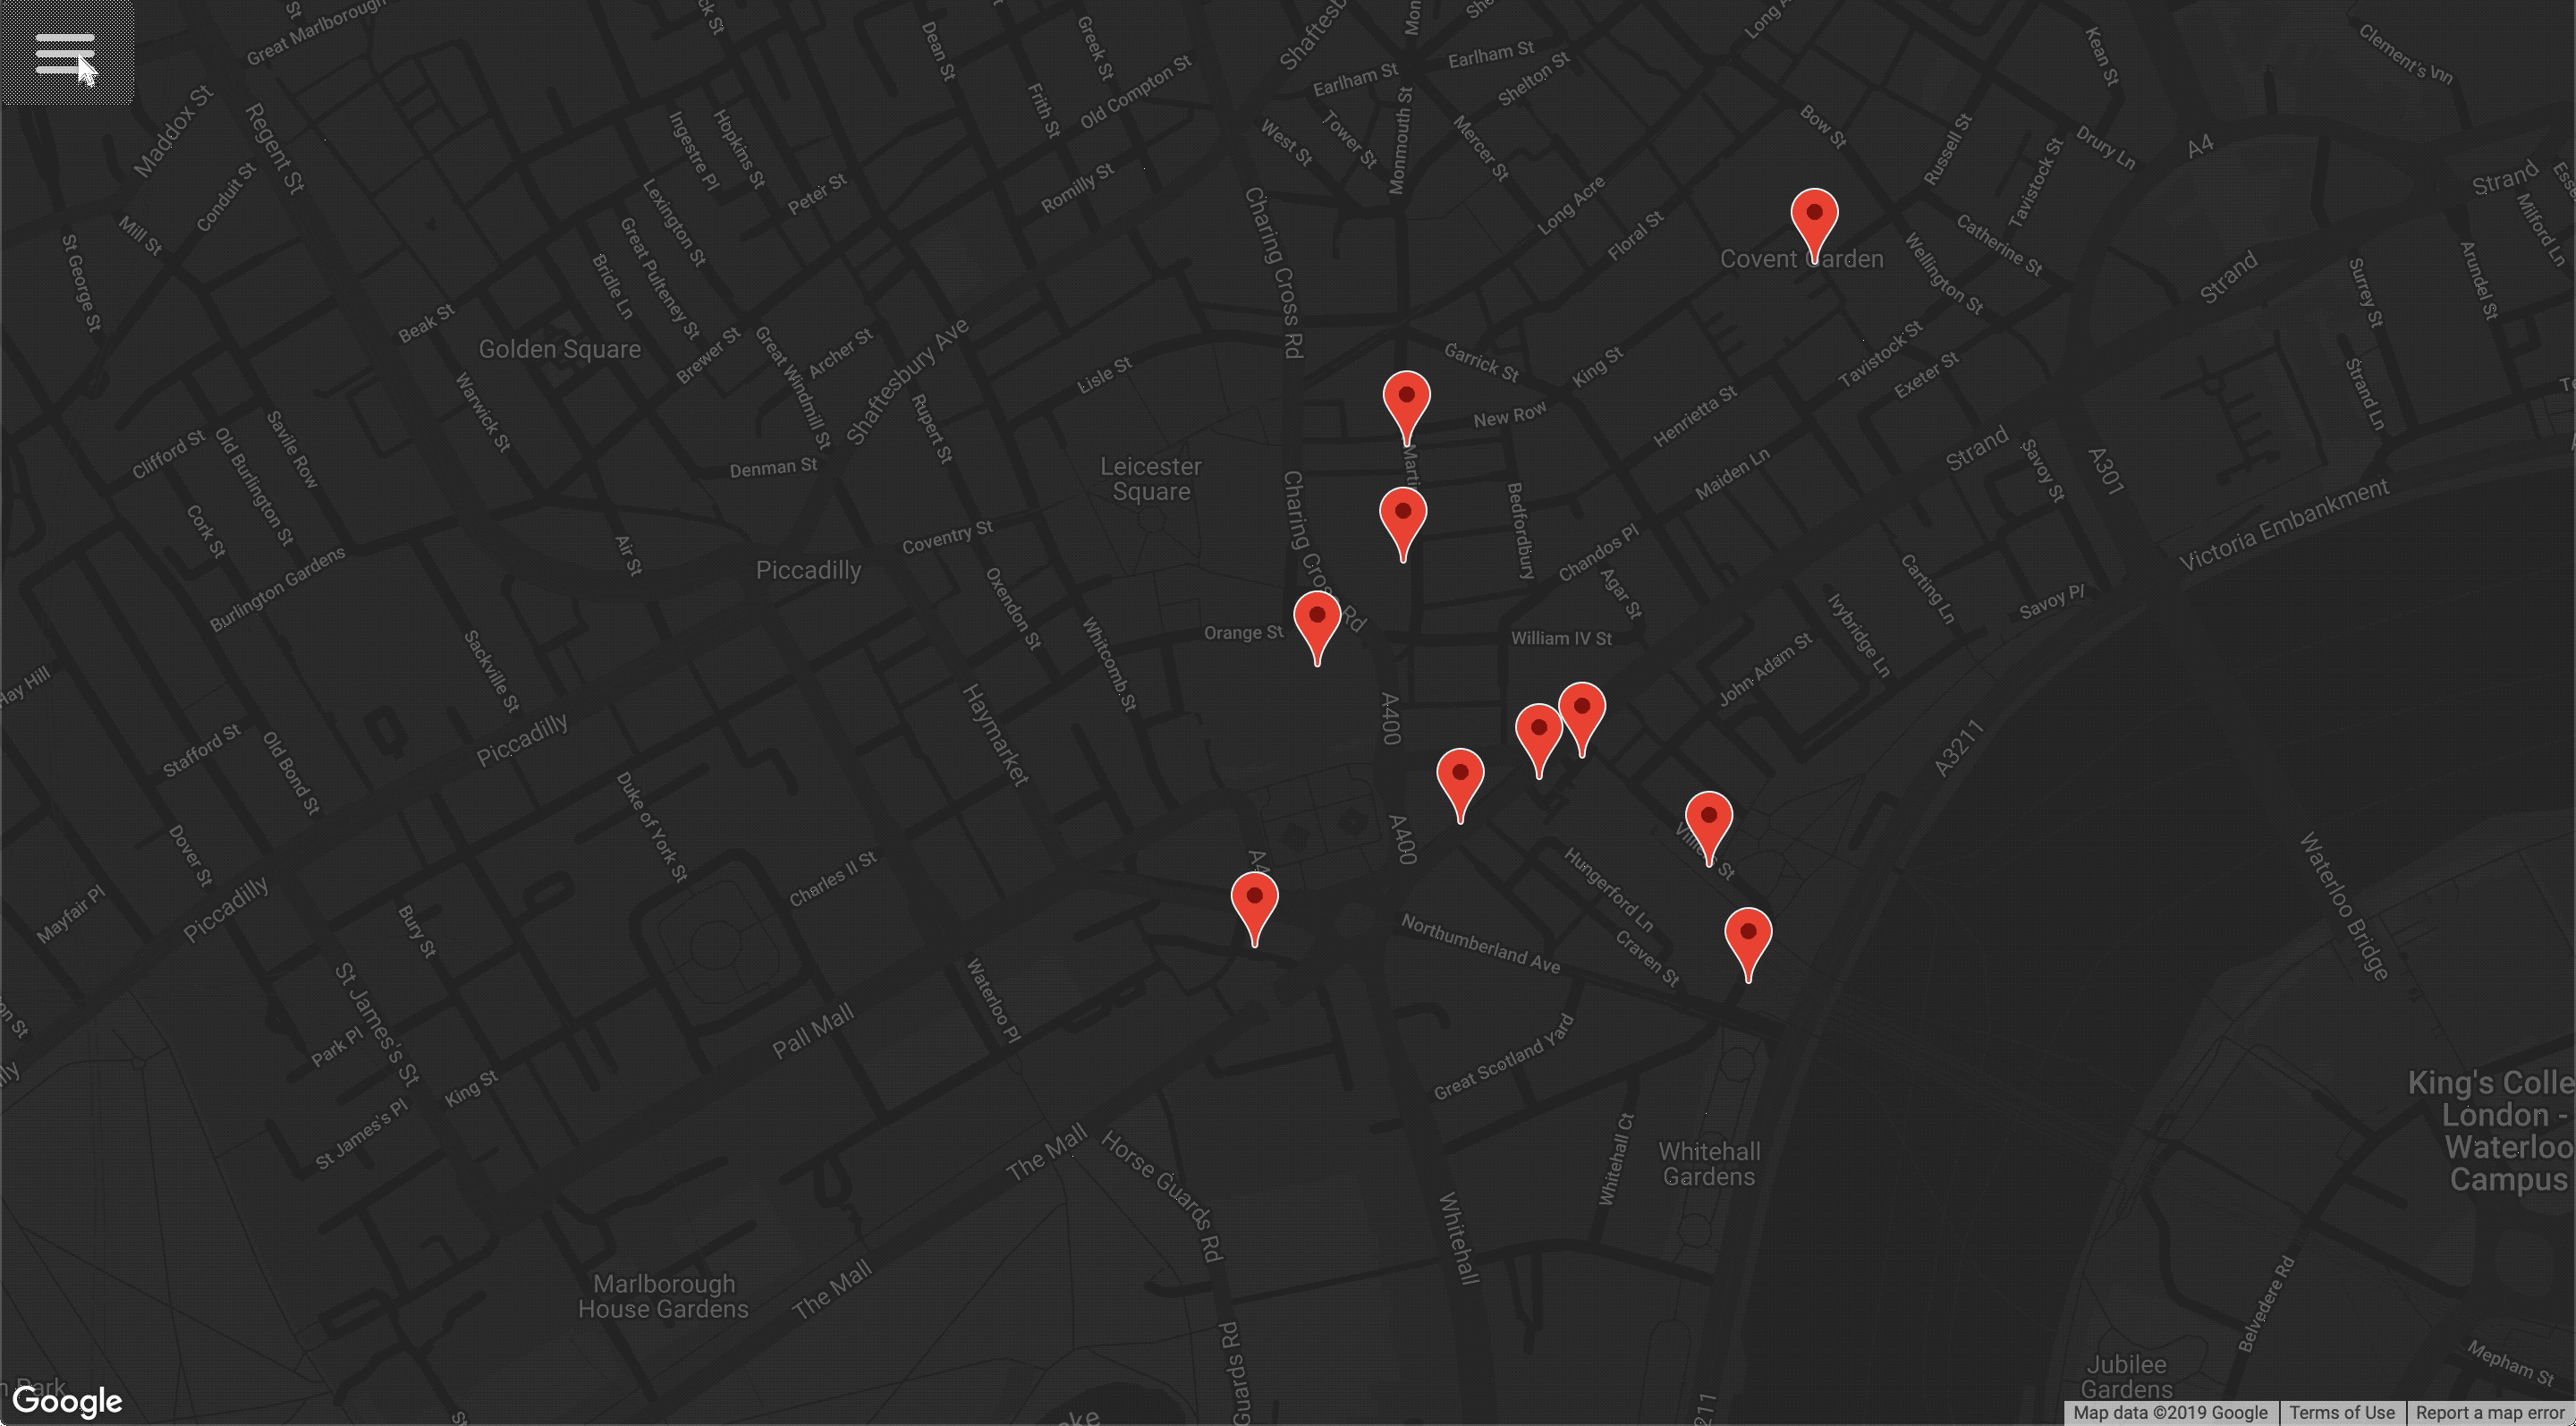 Great Marlborough
Maddox St
Regent St
Conduit St
Mill St
St George St
Ingestre Pl
Hopkins St
Peter St
Lexington St
Great Pulteney St
Bridle Ln
Dean St
Frith St
Greek St
Old Compton St
Romilly St
Charing Cross Rd
Earlham St
Earlham St
Shelton St
Tower St
West St
Monmouth St
Mercer St
Long Acre
Floral St
Bow St
Russell St
Tavistock St
Drury Ln
Kean St
Clement's Inn
A4
Strand
Milford Ln
Covent Garden
Catherine St
Wellington St
Strand
Surrey St
Arundel St
Strand Ln
Beak St
Golden Square
Brewer St
Great Windmill St
Archer St
Shaftesbury Ave
Rupert St
Lisle St
Garrick St
King St
New Row
Henrietta St
Maiden Ln
Tavistock St
Exeter St
Strand
Savoy St
A301
Victoria Embankment
Warwick St
Savile Row
Clifford St
Old Burlington St
Cork St
Burlington Gardens
Denman St
Air St
Piccadilly
Coventry St
Leicester
Square
Oxendon St
Whitcomb St
Charing Cross Rd
Orange St
Bedfordbury
Chandos Pl
Agar St
William IV St
John Adam St
Ivybridge Ln
Carting Ln
Savoy Pl
Hay Hill
Stafford St
Old Bond St
Sackville St
Piccadilly
Haymarket
Duke of York St
Charles II St
A400
A400
A3211
Dover St
Mayfair Pl
Piccadilly
Bury St
St James's St
Park Pl
King St
St James's Pl
Pall Mall
Waterloo Pl
Villiers St
Hungerford Ln
Craven St
Northumberland Ave
Great Scotland Yard
Waterloo Bridge
The Mall
Horse Guards Rd
Whitehall
Whitehall Ct
Whitehall
Gardens
King's Colle
London -
Waterloo
Campus
Marlborough
House Gardens
The Mall
Belvedere Rd
Mepham St
Jubilee
Gardens
Google
Map data ©2019 Google
Terms of Use
Report a map error